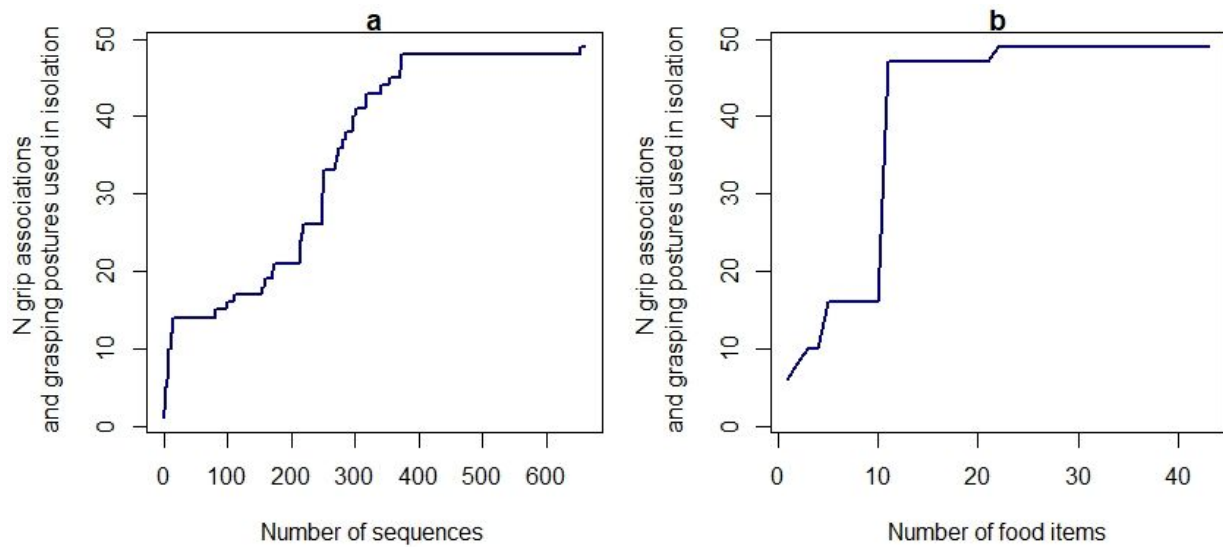 a
N grip associations
and grasping postures used in isolation
50
40
30
20
10
0
0 100 200 300 400 500 600
Number of sequences
b
N grip associations
and grasping postures used in isolation
50
40
30
20
10
0
0 10 20 30 40
Number of food items